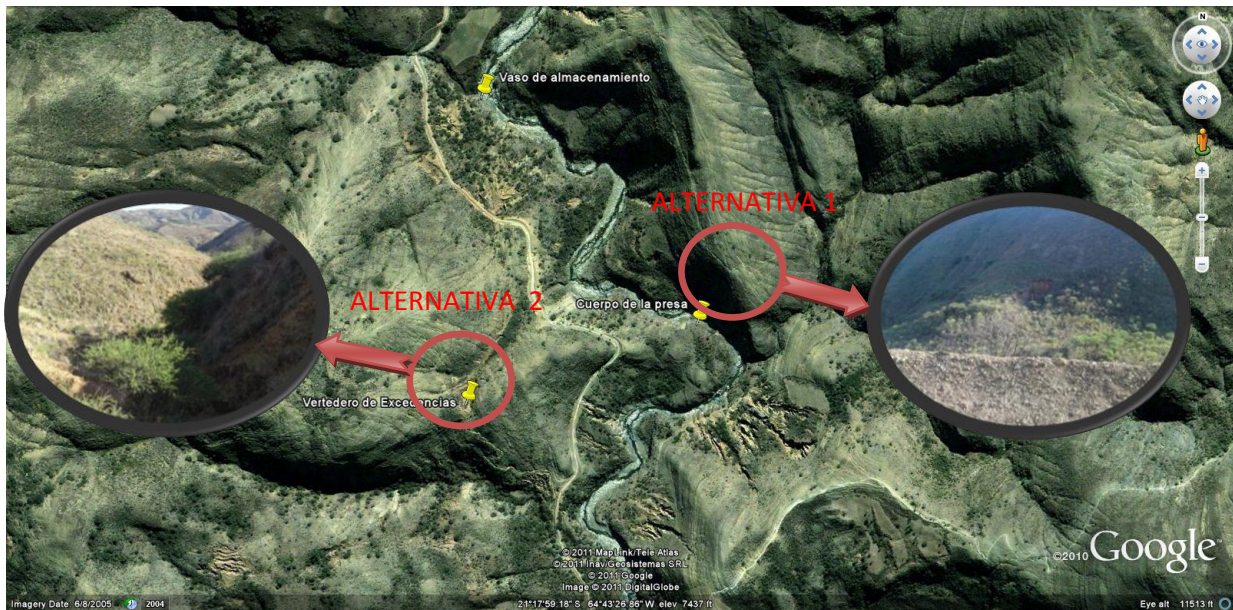 N
Vaso de almacenamiento
ALTERNATIVA 1
Cuerpo de la presa
ALTERNATIVA 2
Vertedero de Excedencias
© 2011 MapLink/Tele Atlas
© 2011 Inav/Geosistemas SRL
© 2011 Google
Image © 2011 DigitalGlobe
©2010 Google
Imagery Date: 6/8/2005 2004
21°17'59.18" S 64°43'26.86" W elev 7437 ft
Eye alt 11513 ft